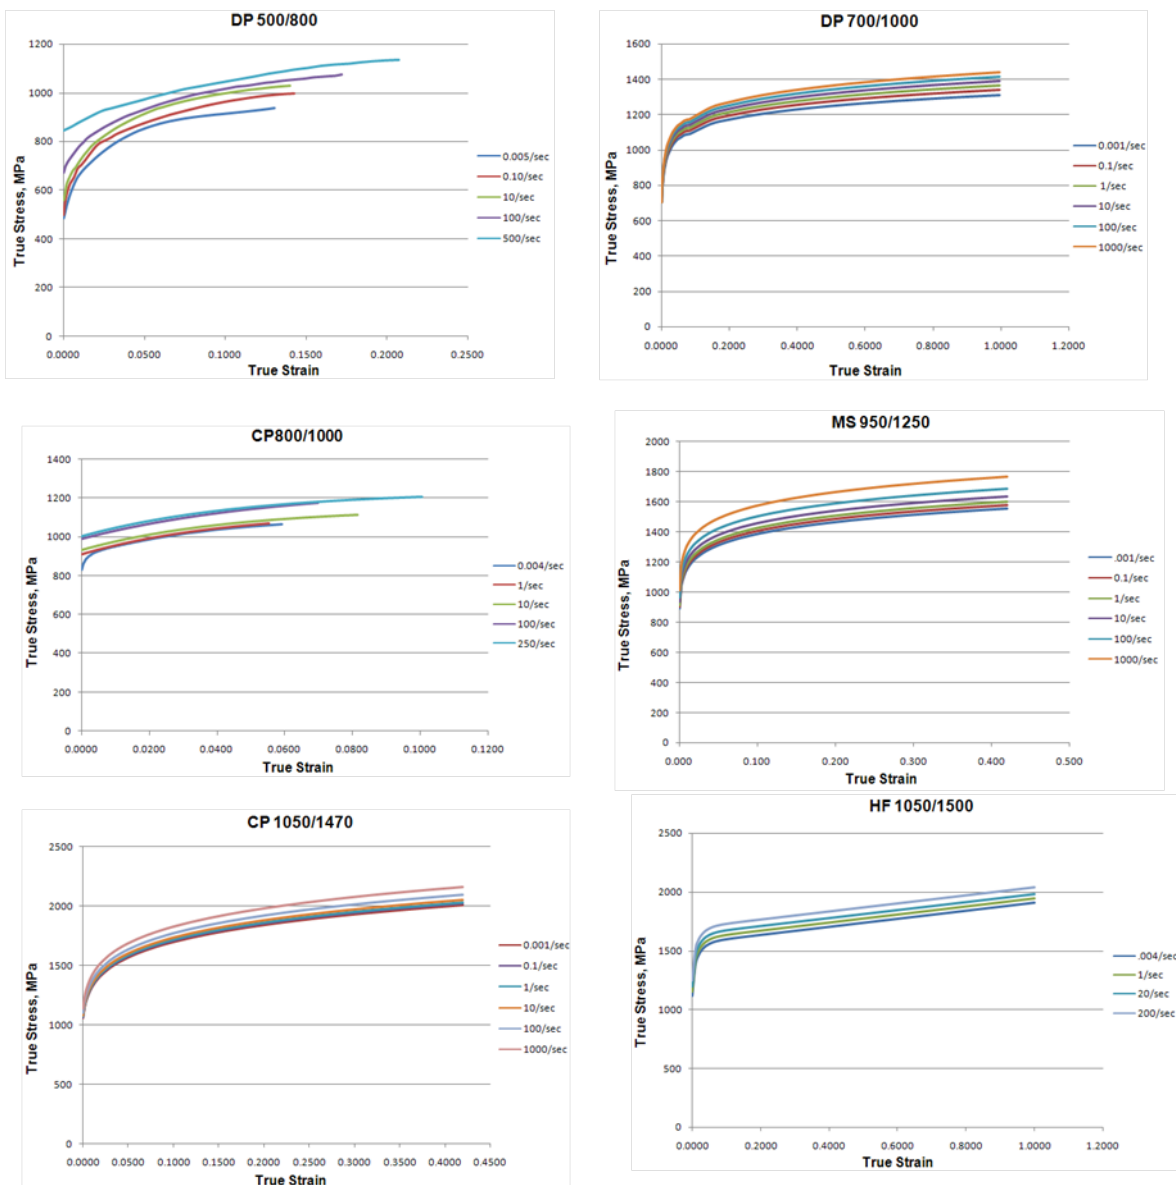 DP 500/800
True Stress, MPa
1200
1000
800
600
400
200
0
0.0000 0.0500 0.1000 0.1500 0.2000 0.2500
True Strain
0.005/sec
0.10/sec
10/sec
100/sec
500/sec
DP 700/1000
True Stress, MPa
1600
1400
1200
1000
800
600
400
200
0
0.0000 0.2000 0.4000 0.6000 0.8000 1.0000 1.2000
True Strain
0.001/sec
0.1/sec
1/sec
10/sec
100/sec
1000/sec
CP800/1000
True Stress, MPa
1400
1200
1000
800
600
400
200
0
0.0000 0.0200 0.0400 0.0600 0.0800 0.1000 0.1200
True Strain
0.004/sec
1/sec
10/sec
100/sec
250/sec
MS 950/1250
True Stress, MPa
2000
1800
1600
1400
1200
1000
800
600
400
200
0
0.000 0.100 0.200 0.300 0.400 0.500
True Strain
.001/sec
0.1/sec
1/sec
10/sec
100/sec
1000/sec
CP 1050/1470
True Stress, MPa
2500
2000
1500
1000
500
0
0.0000 0.0500 0.1000 0.1500 0.2000 0.2500 0.3000 0.3500 0.4000 0.4500
True Strain
0.001/sec
0.1/sec
1/sec
10/sec
100/sec
1000/sec
HF 1050/1500
True Stress, MPa
2500
2000
1500
1000
500
0
0.0000 0.2000 0.4000 0.6000 0.8000 1.0000 1.2000
True Strain
.004/sec
1/sec
20/sec
200/sec